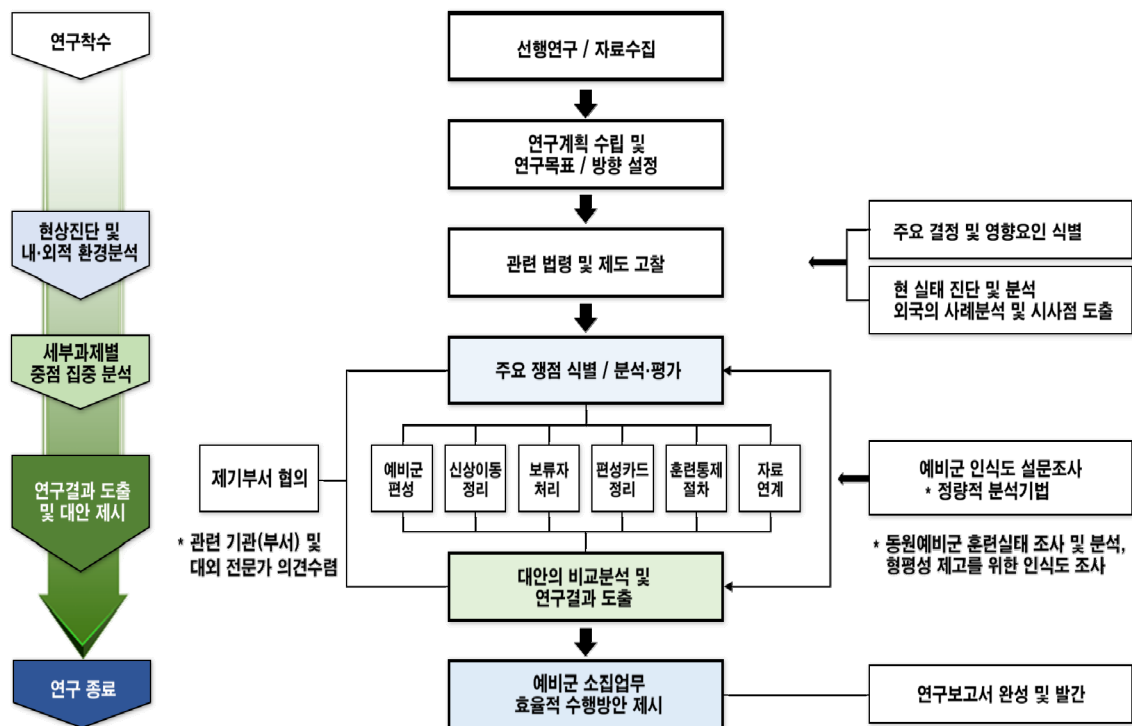 연구착수
선행연구 / 자료수집
연구계획 수립 및
연구목표 / 방향 설정
현상진단 및
내·외적 환경분석
관련 법령 및 제도 고찰
주요 결정 및 영향요인 식별
현 실태 진단 및 분석
외국의 사례분석 및 시사점 도출
세부과제별
중점 집중 분석
주요 쟁점 식별 / 분석·평가
제기부서 협의
* 관련 기관(부서) 및
대외 전문가 의견수렴
예비군
편성
신상이동
정리
보류자
처리
편성카드
정리
훈련통제
절차
자료
연계
예비군 인식도 설문조사
* 정량적 분석기법
* 동원예비군 훈련실태 조사 및 분석,
형평성 제고를 위한 인식도 조사
연구결과 도출
및 대안 제시
대안의 비교분석 및
연구결과 도출
연구 종료
예비군 소집업무
효율적 수행방안 제시
연구보고서 완성 및 발간